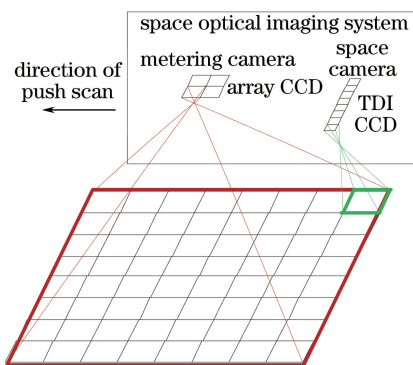 space optical imaging system
metering camera
array CCD
space
camera
TDI
CCD
direction of
push scan